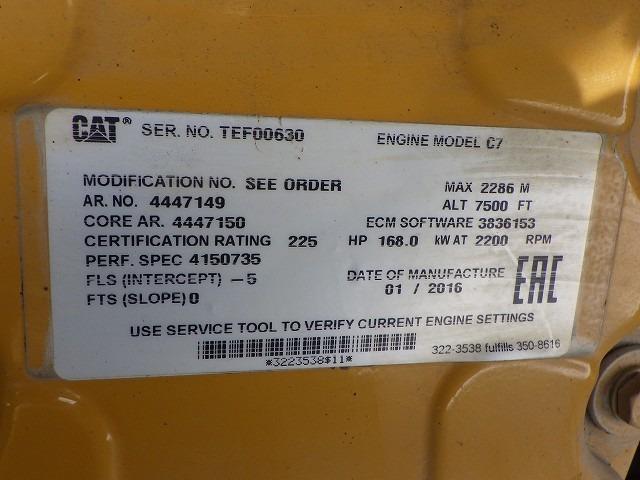 CAT® SER. NO. TEF00630 ENGINE MODEL C7
MODIFICATION NO. SEE ORDER MAX 2286 M
AR. NO. 4447149 ALT 7500 FT
CORE AR. 4447150 ECM SOFTWARE 3836153
CERTIFICATION RATING 225 HP 168.0 kW AT 2200 RPM
PERF. SPEC 4150735
FLS (INTERCEPT) –5 DATE OF MANUFACTURE EAC
FTS (SLOPE) 0 01 / 2016
USE SERVICE TOOL TO VERIFY CURRENT ENGINE SETTINGS
*3223538$11* 322-3538 fulfills 350-8616